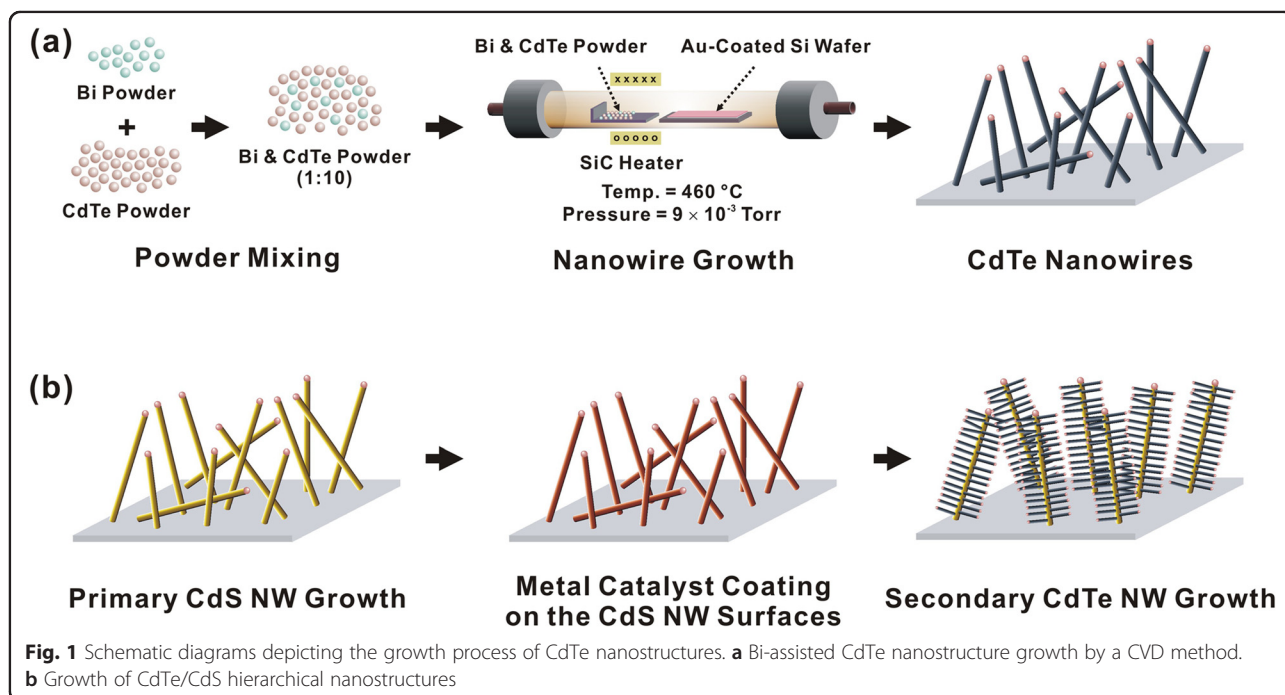 (a)
Bi Powder
+
CdTe Powder
Bi & CdTe Powder
(1:10)
Powder Mixing
Bi & CdTe Powder
Au-Coated Si Wafer
x x x x x
o o o o o
SiC Heater
Temp. = 460 °C
Pressure = 9 × 10⁻³ Torr
Nanowire Growth
CdTe Nanowires
(b)
Primary CdS NW Growth
Metal Catalyst Coating
on the CdS NW Surfaces
Secondary CdTe NW Growth
Fig. 1 Schematic diagrams depicting the growth process of CdTe nanostructures. a Bi-assisted CdTe nanostructure growth by a CVD method.
b Growth of CdTe/CdS hierarchical nanostructures